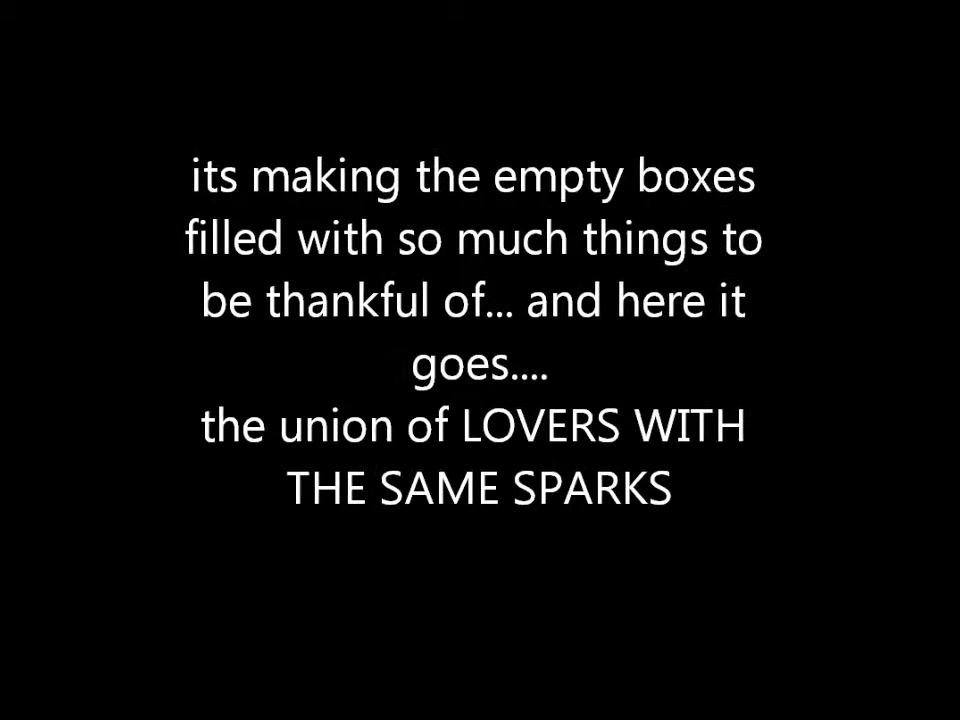 its making the empty boxes
filled with so much things to
be thankful of... and here it
goes....
the union of LOVERS WITH
THE SAME SPARKS